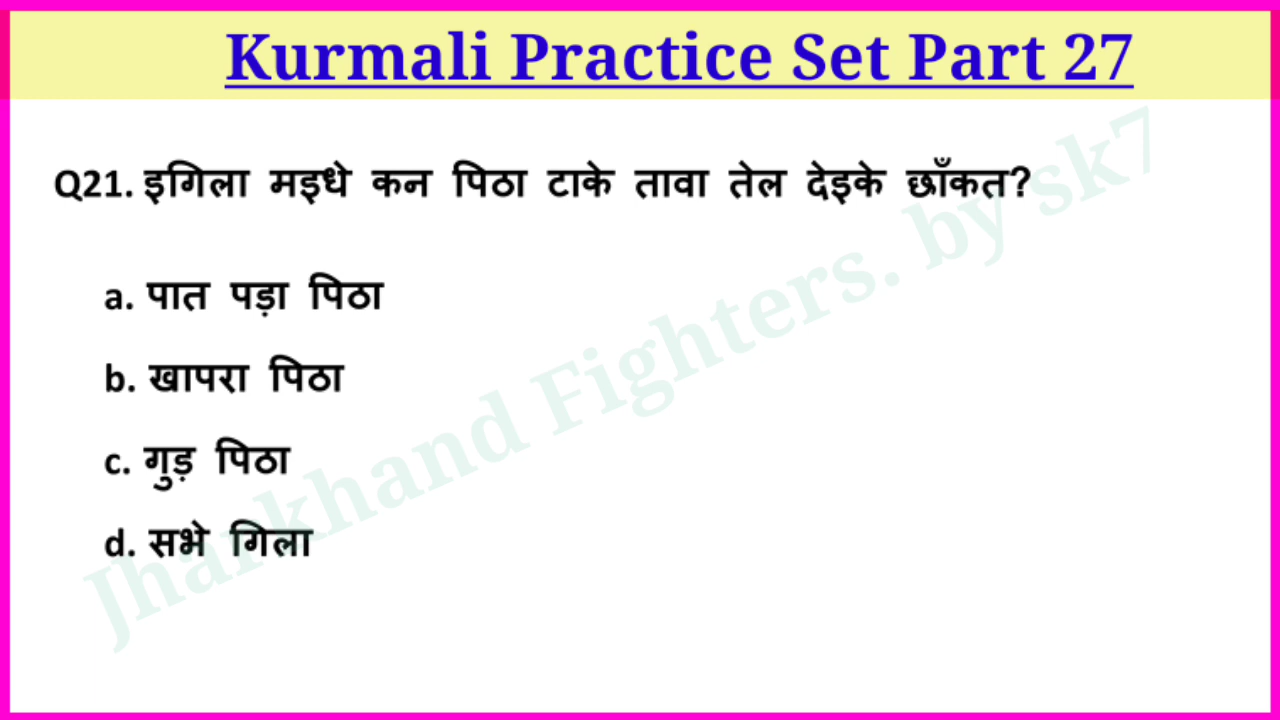 Kurmali Practice Set Part 27
Q21. इगिला मइधे कन पिठा टाके तावा तेल देइके छाँकत?
a. पात पड़ा पिठा
b. खापरा पिठा
c. गुड़ पिठा
d. सभे गिला
Jharkhand Fighters. by sk7